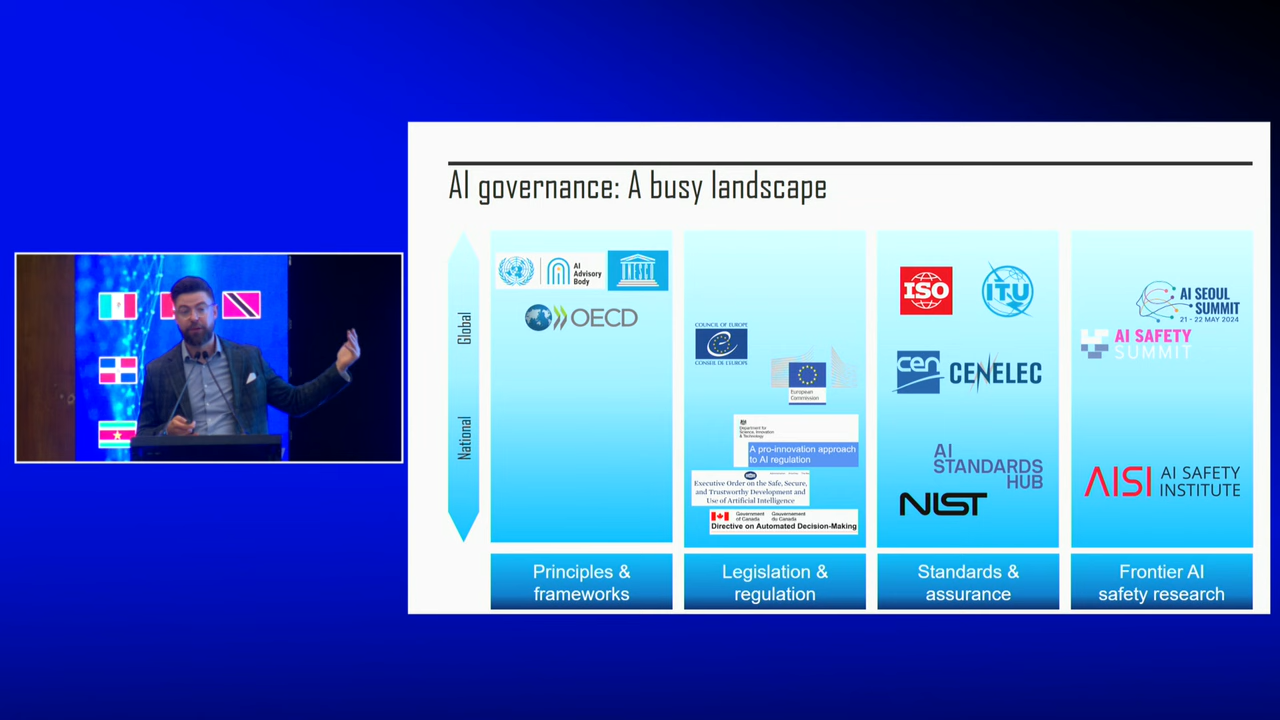 AI governance: A busy landscape
Global
National
AI
Advisory
Body
OECD
Principles &
frameworks
COUNCIL OF EUROPE
CONSEIL DE L'EUROPE
European
Commission
Department for
Science, Innovation
& Technology
A pro-innovation approach
to AI regulation
Executive Order on the Safe, Secure,
and Trustworthy Development and
Use of Artificial Intelligence
Government
of Canada
Gouvernement
du Canada
Directive on Automated Decision-Making
Legislation &
regulation
ISO
ITU
cen
CENELEC
AI
STANDARDS
HUB
NIST
Standards &
assurance
AI SEOUL
SUMMIT
21 - 22 MAY 2024
AI SAFETY
SUMMIT
AISI
AI SAFETY
INSTITUTE
Frontier AI
safety research